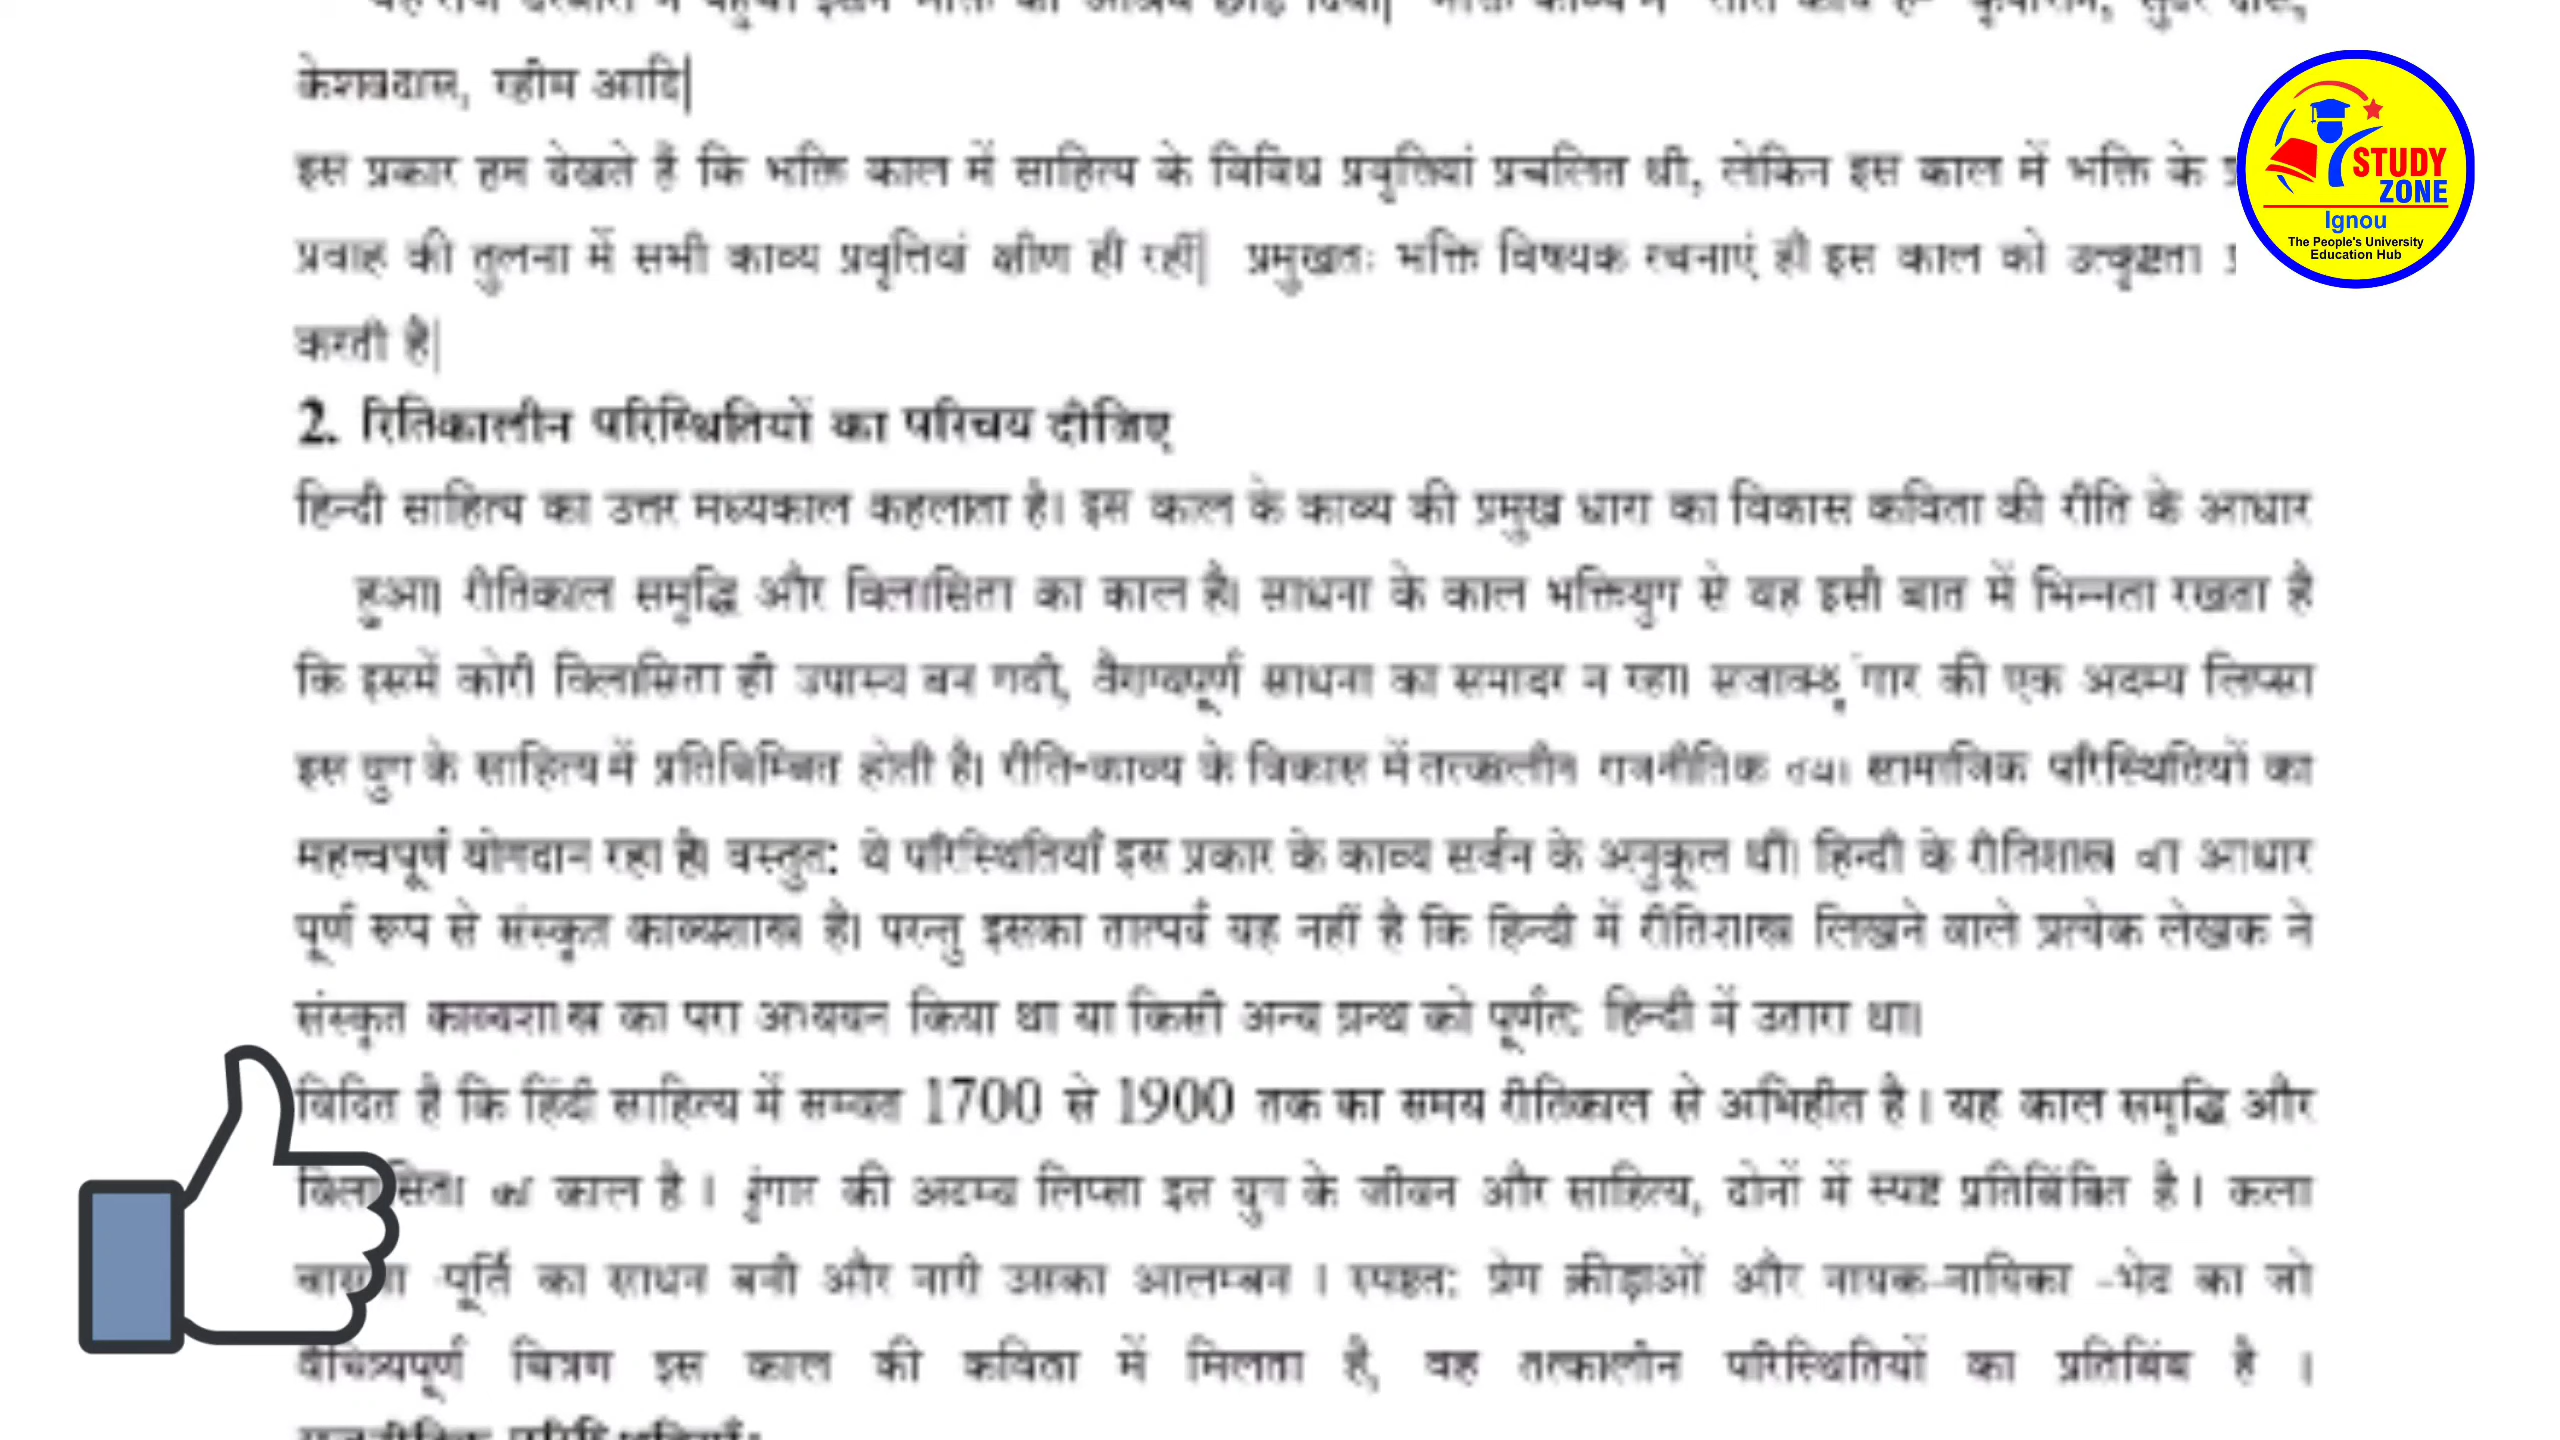 केशवदास, रहीम आदि|
इस प्रकार हम देखते हैं कि भक्ति काल में साहित्य के विविध प्रवृत्तियां प्रचलित थी, लेकिन इस काल में भक्ति के
प्रवाह की तुलना में सभी काव्य प्रवृत्तियां क्षीण ही रहीं| प्रमुखतः भक्ति विषयक रचनाएं ही इस काल को उत्कृष्टता
करती है|
2. रितिकालीन परिस्थितियों का परिचय दीजिए
हिन्दी साहित्य का उत्तर मध्यकाल कहलाता है। इस काल के काव्य की प्रमुख धारा का विकास कविता की रीति के आधार
हुआ। रीतिकाल समृद्धि और विलासिता का काल है। साधना के काल भक्तियुग से यह इसी बात में भिन्नता रखता है
कि इसमें कोरी विलासिता ही उपास्य बन गयी, वैराग्यपूर्ण साधना का समादर न रहा। की एक अदम्य लिप्सा
इस युग के साहित्य में प्रतिबिम्बित होती है। रीति-काव्य के विकास में तत्कालीन राजनीतिक तथा सामाजिक परिस्थितियों का
महत्त्वपूर्ण योगदान रहा है। वस्तुत: ये परिस्थितियाँ इस प्रकार के काव्य सर्जन के अनुकूल थी। हिन्दी के रीतिशास्त्र का आधार
पूर्ण रूप से संस्कृत काव्यशास्त्र है। परन्तु इसका तात्पर्य यह नहीं है कि हिन्दी में रीतिशास्त्र लिखने वाले प्रत्येक लेखक ने
संस्कृत काव्यशास्त्र का परा अध्ययन किया था या किसी अन्य ग्रन्थ को पूर्णत: हिन्दी में उतारा था।
विदित है कि हिंदी साहित्य में सम्वत 1700 से 1900 तक का समय रीतिकाल से अभिहीत है । यह काल समृद्धि और
विलासिता का काल है । शृंगार की अदम्य लिप्सा इस युग के जीवन और साहित्य, दोनों में स्पष्ट प्रतिबिंबित है । कला
वासना पूर्ति का साधन बनी और नारी उसका आलम्बन । स्पष्टत: प्रेम क्रीड़ाओं और नायक-नायिका -भेद का जो
वैचित्र्यपूर्ण चित्रण इस काल की कविता में मिलता है, वह तत्कालीन परिस्थितियों का प्रतिबिंब है ।
STUDY
ZONE
Ignou
The People's University
Education Hub